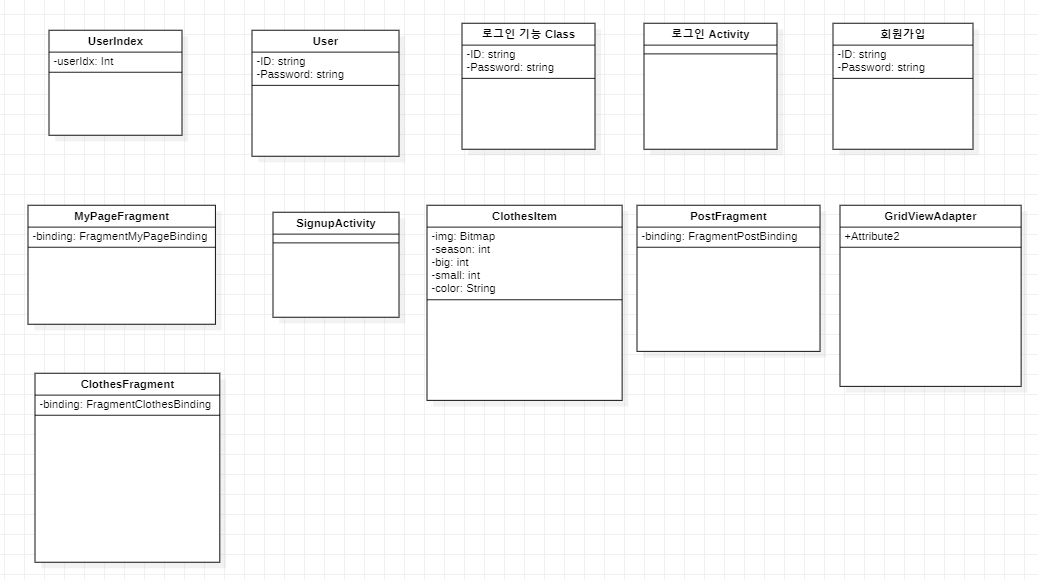 UserIndex
-userIdx: Int
User
-ID: string
-Password: string
로그인 기능 Class
-ID: string
-Password: string
로그인 Activity
회원가입
-ID: string
-Password: string
MyPageFragment
-binding: FragmentMyPageBinding
SignupActivity
ClothesItem
-img: Bitmap
-season: int
-big: int
-small: int
-color: String
PostFragment
-binding: FragmentPostBinding
GridViewAdapter
+Attribute2
ClothesFragment
-binding: FragmentClothesBinding